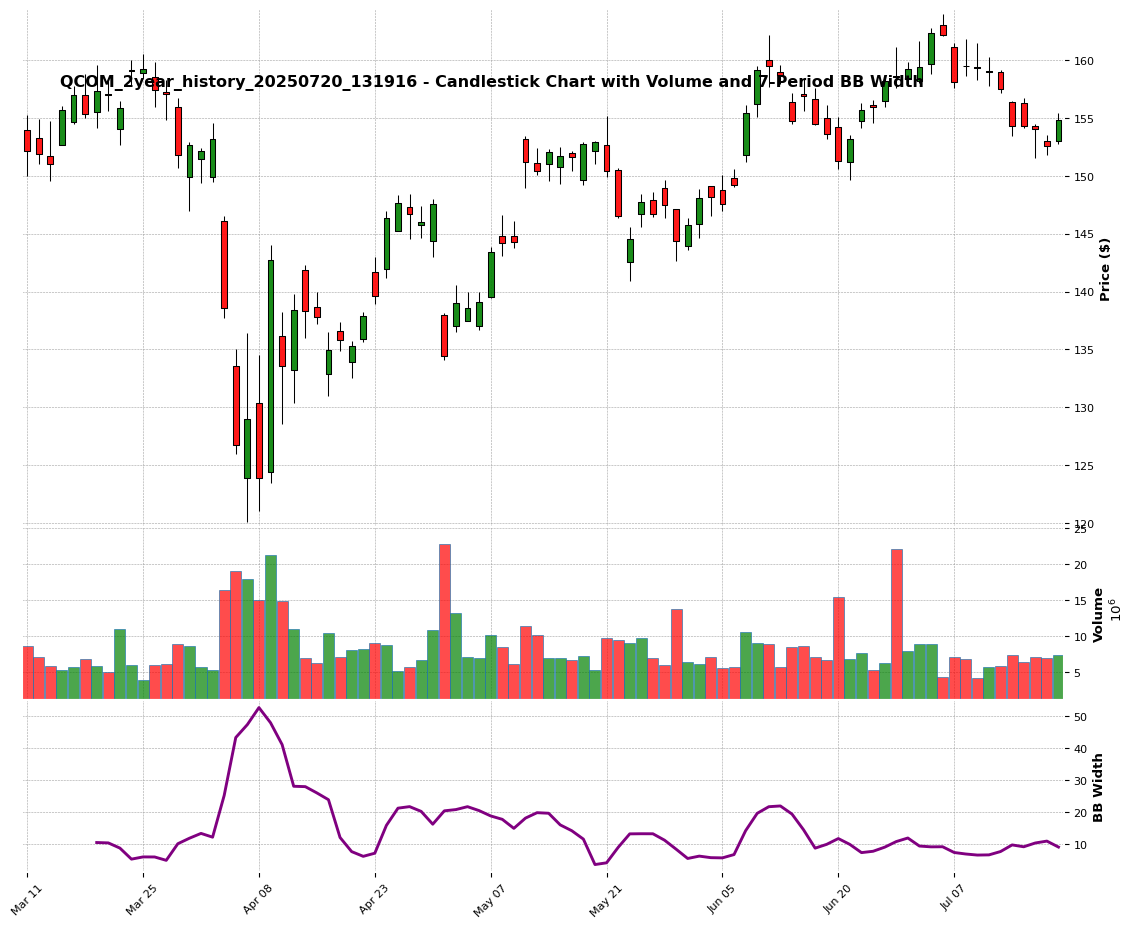 QCOM_2year_history_20250720_131916 - Candlestick Chart with Volume and 7-Period BB Width
160
155
150
145
140
135
130
125
120
Price ($)
25
20
15
10
5
Volume
10^6
50
40
30
20
10
BB Width
Mar 11
Mar 25
Apr 08
Apr 23
May 07
May 21
Jun 05
Jun 20
Jul 07